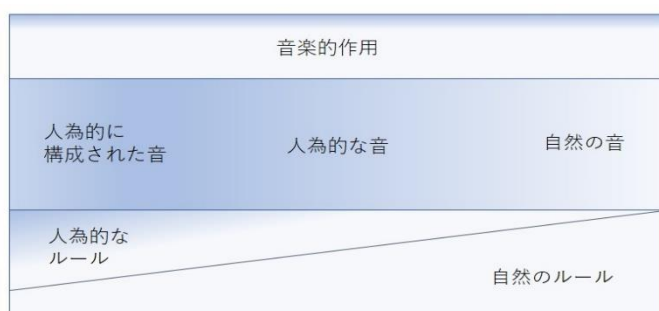 音楽的作用
人為的に
構成された音
人為的な音
自然の音
人為的な
ルール
自然のルール